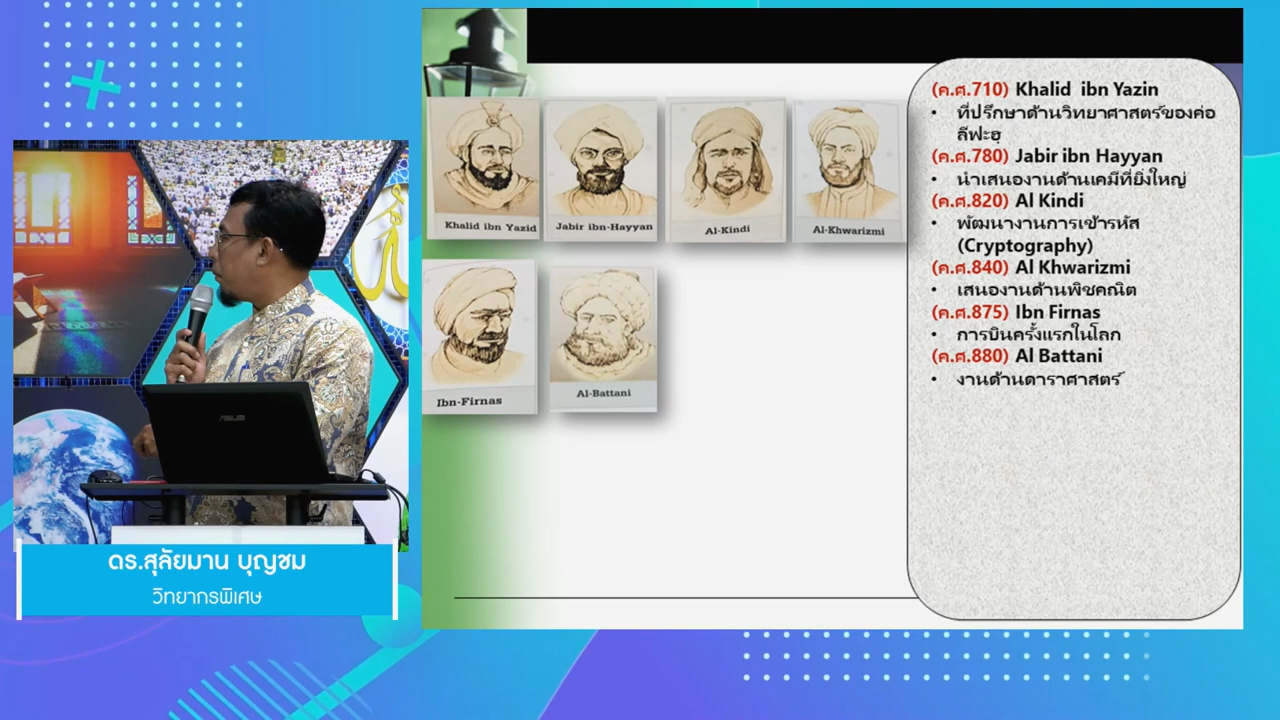 Khalid ibn Yazid
Jabir ibn-Hayyan
Al-Kindi
Al-Khwarizmi
Ibn-Firnas
Al-Battani
(ค.ศ.710) Khalid ibn Yazin
• ที่ปรึกษาด้านวิทยาศาสตร์ของค่อ
ลีฟะฮฺ
(ค.ศ.780) Jabir ibn Hayyan
• นำเสนองานด้านเคมีที่ยิ่งใหญ่
(ค.ศ.820) Al Kindi
• พัฒนางานการเข้ารหัส
(Cryptography)
(ค.ศ.840) Al Khwarizmi
• เสนองานด้านพิชคณิต
(ค.ศ.875) Ibn Firnas
• การบินครั้งแรกในโลก
(ค.ศ.880) Al Battani
• งานด้านดาราศาสตร์
ASUS
ดร.สุลัยมาน บุญชม
วิทยากรพิเศษ